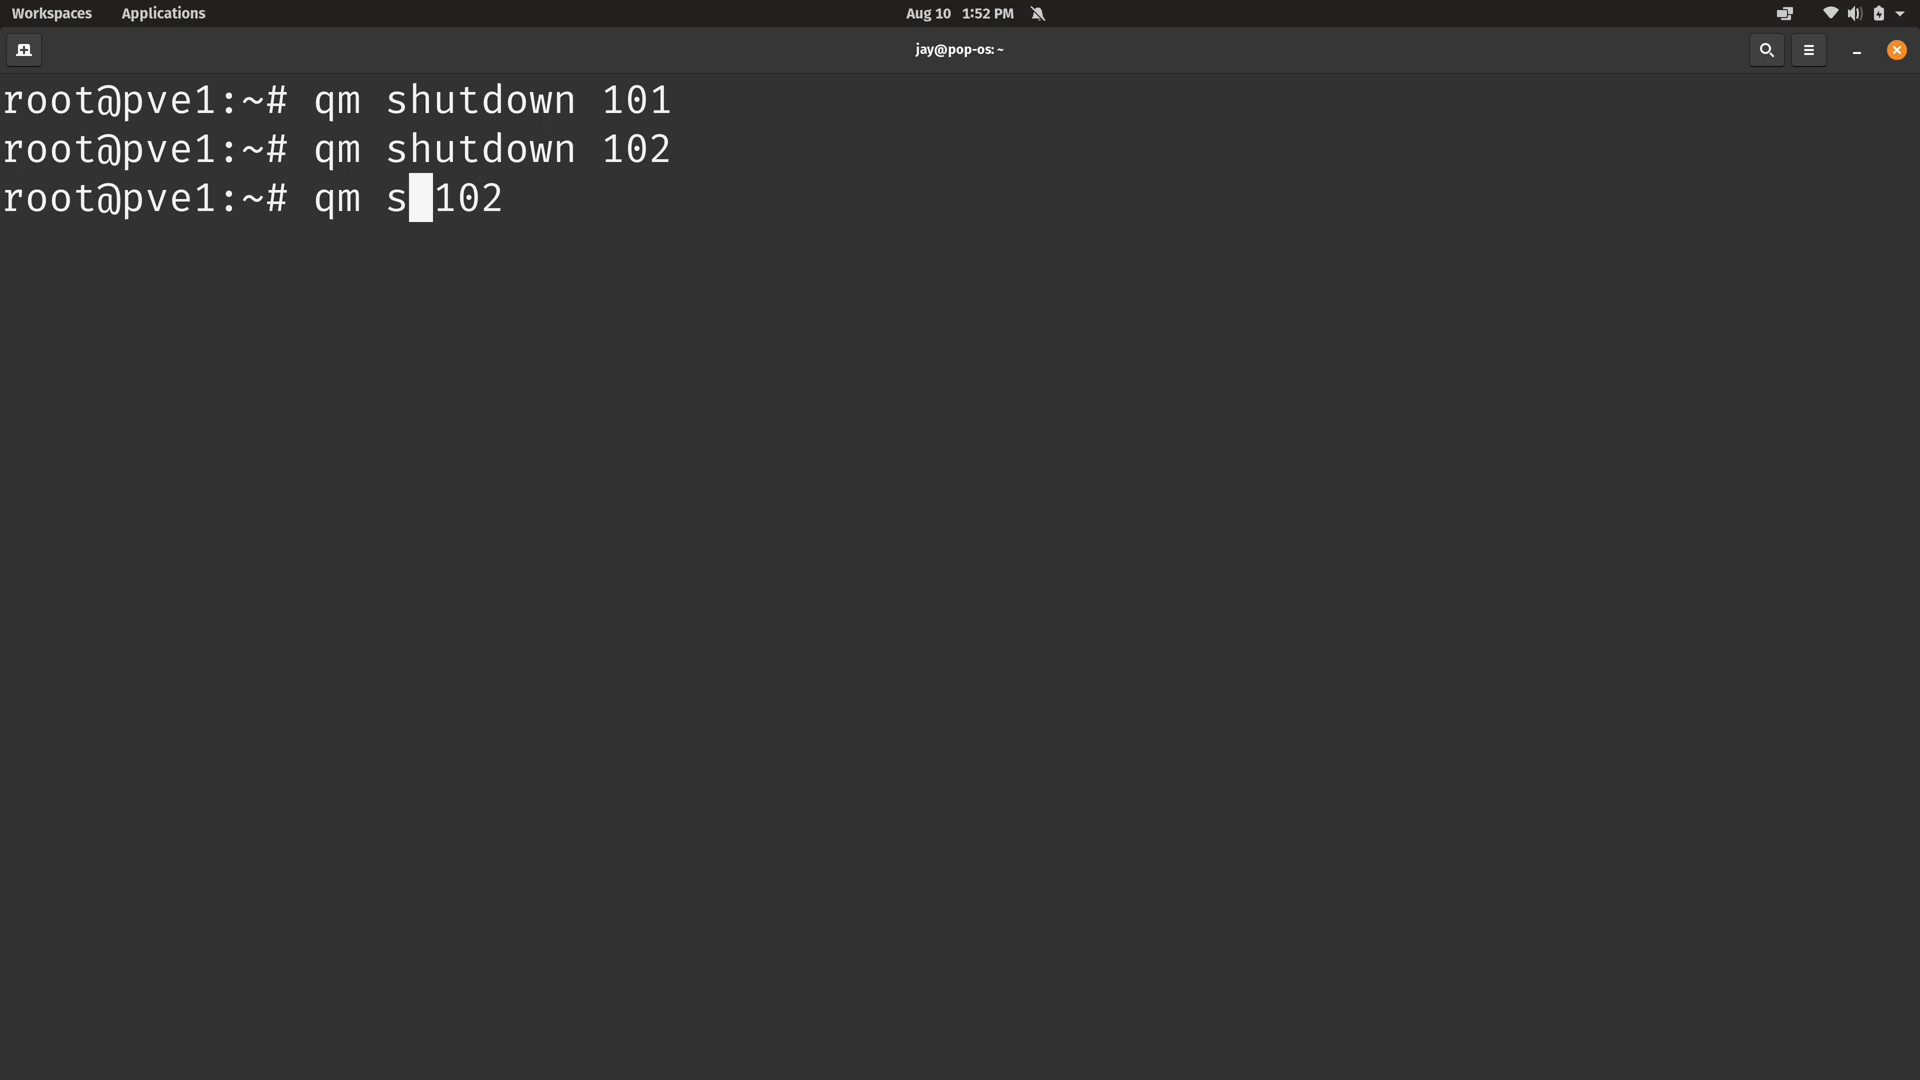 Workspaces Applications Aug 10 1:52 PM
jay@pop-os: ~
root@pve1:~# qm shutdown 101
root@pve1:~# qm shutdown 102
root@pve1:~# qm s 102